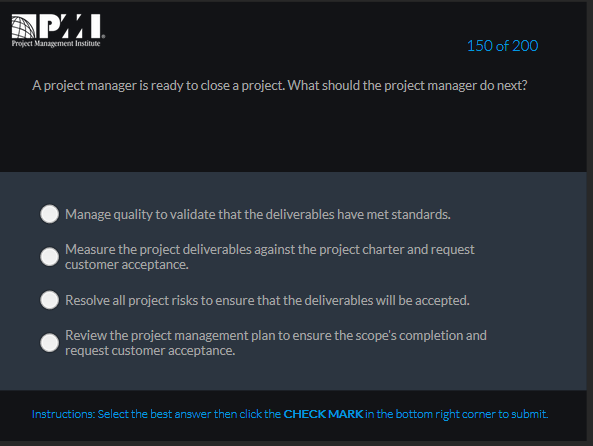 PMI
Project Management Institute
150 of 200
A project manager is ready to close a project. What should the project manager do next?
Manage quality to validate that the deliverables have met standards.
Measure the project deliverables against the project charter and request
customer acceptance.
Resolve all project risks to ensure that the deliverables will be accepted.
Review the project management plan to ensure the scope's completion and
request customer acceptance.
Instructions: Select the best answer then click the CHECK MARK in the bottom right corner to submit.